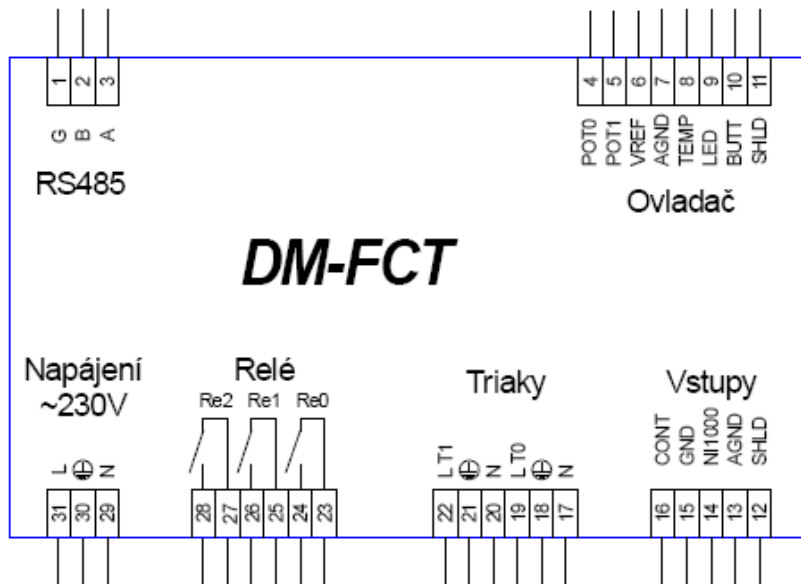 1 2 3
G B A
RS485
4 5 6 7 8 9 10 11
POT0 POT1 VREF AGND TEMP LED BUTT SHLD
Ovladač
DM-FCT
Napájení
~230V
L N
31 30 29
Relé
Re2 Re1 Re0
28 27 26 25 24 23
Triaky
LT1 N LT0 N
22 21 20 19 18 17
Vstupy
CONT GND NI1000 AGND SHLD
16 15 14 13 12